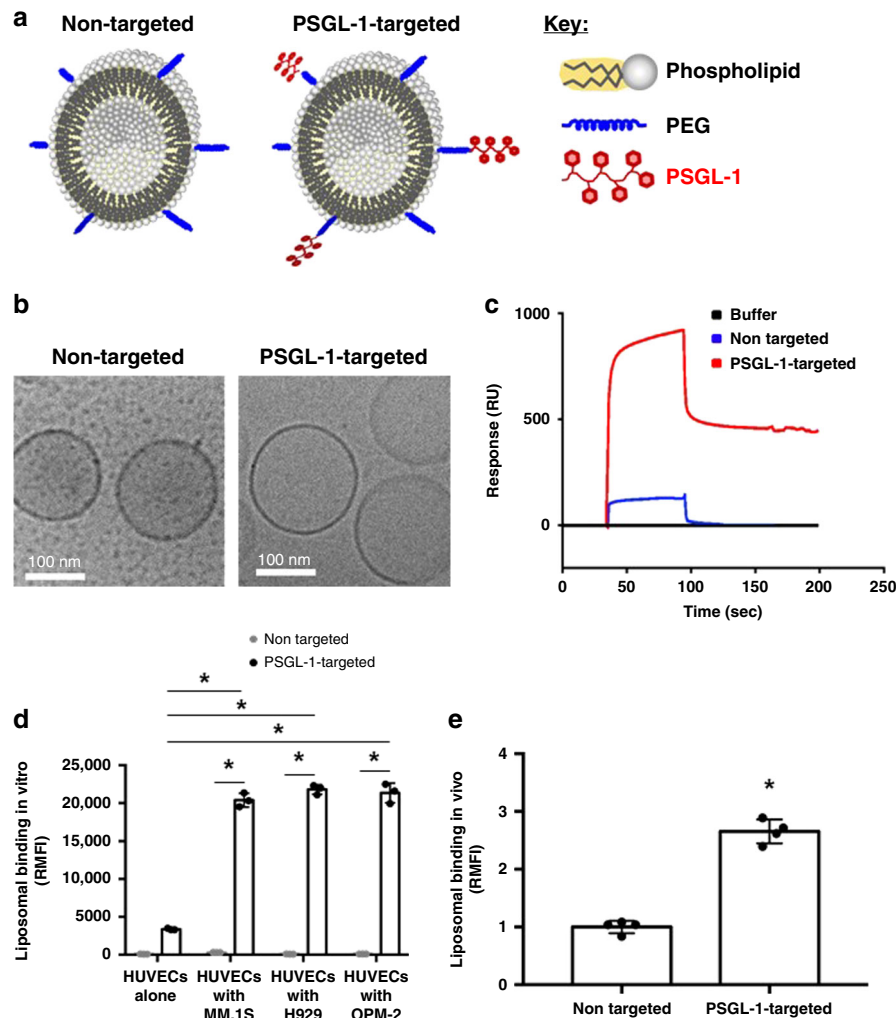 a
Non-targeted
PSGL-1-targeted
Key:
Phospholipid
PEG
PSGL-1
b
Non-targeted
PSGL-1-targeted
100 nm
100 nm
c
1000
500
0
Response (RU)
Buffer
Non targeted
PSGL-1-targeted
0
50
100
150
200
250
Time (sec)
d
Non targeted
PSGL-1-targeted
*
*
*
*
*
*
Liposomal binding in vitro
(RMFI)
25,000
20,000
15,000
10,000
5000
0
HUVECs
alone
HUVECs
with
MM.1S
HUVECs
with
H929
HUVECs
with
OPM-2
e
Liposomal binding in vivo
(RMFI)
4
3
2
1
0
*
Non targeted
PSGL-1-targeted